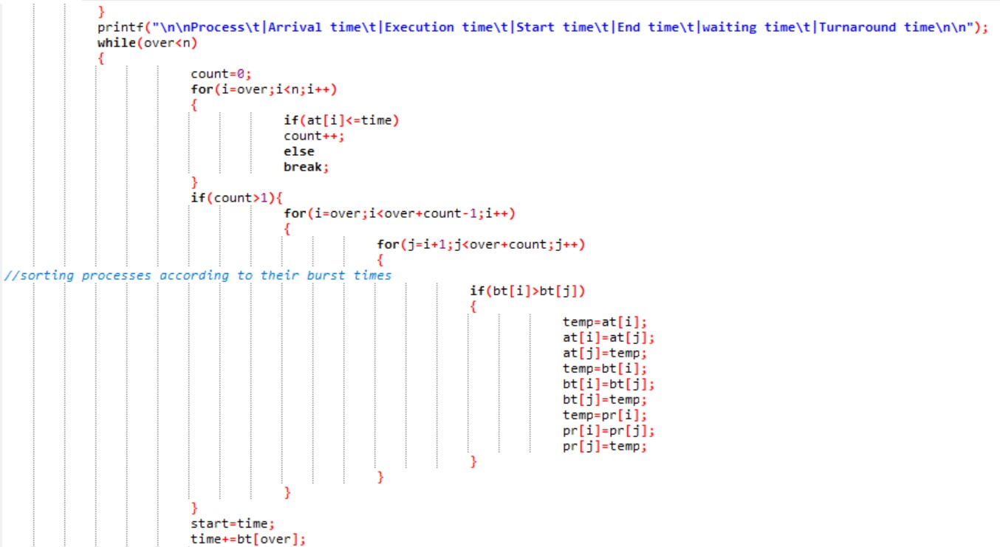 }
printf("\n\nProcess\t|Arrival time\t|Execution time\t|Start time\t|End time\t|waiting time\t|Turnaround time\n\n");
while(over<n)
{
count=0;
for(i=over;i<n;i++)
{
if(at[i]<=time)
count++;
else
break;
}
if(count>1){
for(i=over;i<over+count-1;i++)
{
for(j=i+1;j<over+count;j++)
{
//sorting processes according to their burst times
if(bt[i]>bt[j])
{
temp=at[i];
at[i]=at[j];
at[j]=temp;
temp=bt[i];
bt[i]=bt[j];
bt[j]=temp;
temp=pr[i];
pr[i]=pr[j];
pr[j]=temp;
}
}
}
}
start=time;
time+=bt[over];